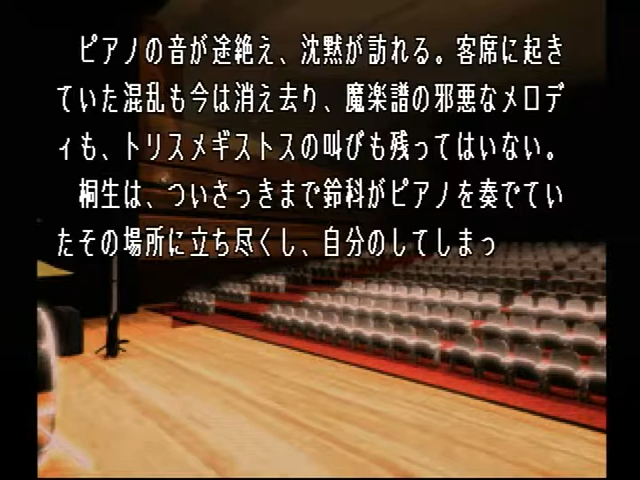 ピアノの音が途絶え、沈黙が訪れる。客席に起き
ていた混乱も今は消え去り、魔楽譜の邪悪なメロデ
ィも、トリスメギストスの叫びも残ってはいない。
桐生は、ついさっきまで鈴科がピアノを奏でてい
たその場所に立ち尽くし、自分のしてしまっ